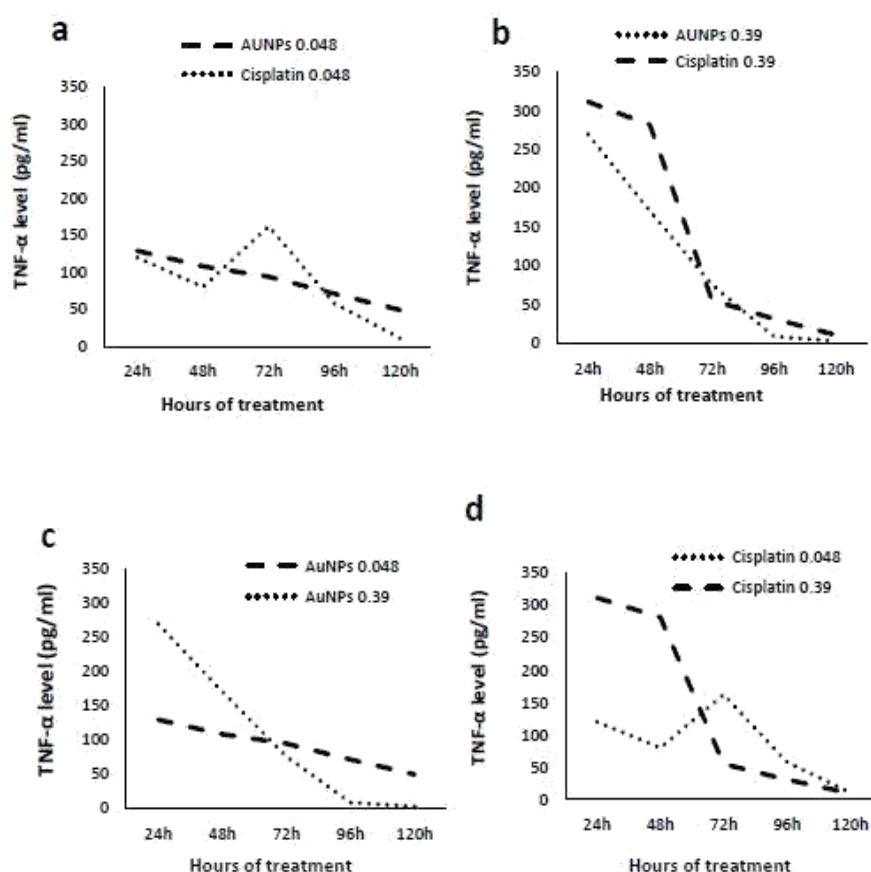 a
AUNPs 0.048
Cisplatin 0.048
TNF-α level (pg/ml)
350
300
250
200
150
100
50
0
24h 48h 72h 96h 120h
Hours of treatment
b
AUNPs 0.39
Cisplatin 0.39
TNF-α level (pg/ml)
350
300
250
200
150
100
50
0
24h 48h 72h 96h 120h
Hours of treatment
c
AuNPs 0.048
AuNPs 0.39
TNF-α level (pg/ml)
350
300
250
200
150
100
50
0
24h 48h 72h 96h 120h
Hours of treatment
d
Cisplatin 0.048
Cisplatin 0.39
TNF-α level (pg/ml)
350
300
250
200
150
100
50
0
24h 48h 72h 96h 120h
Hours of treatment